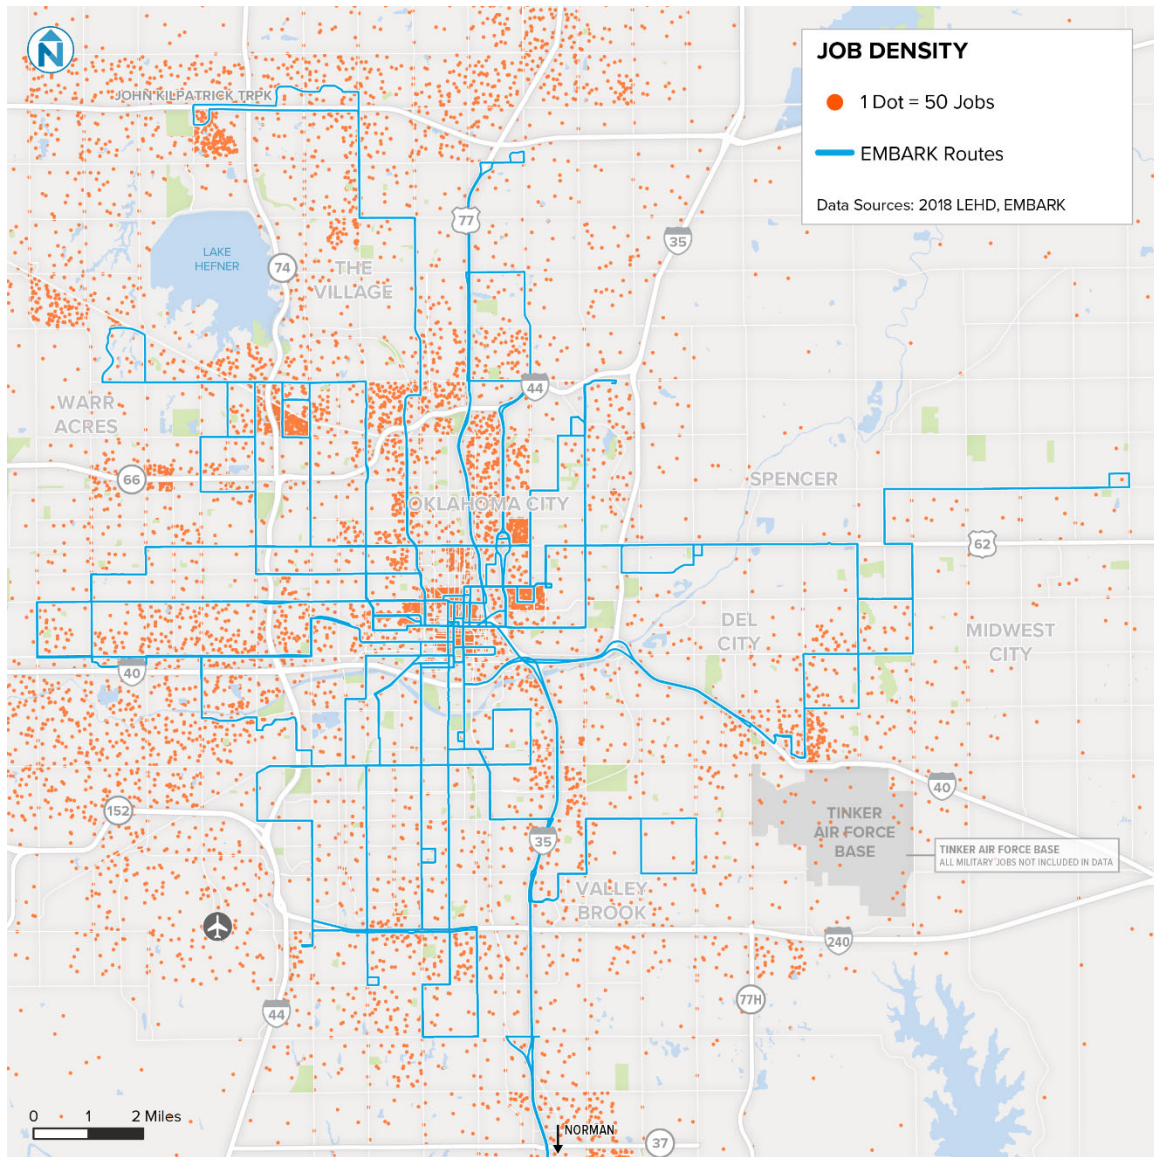 N
JOB DENSITY
1 Dot = 50 Jobs
EMBARK Routes
Data Sources: 2018 LEHD, EMBARK
JOHN KILPATRICK TRPK
77
35
LAKE
HEFNER
74
THE
VILLAGE
44
WARR
ACRES
66
SPENCER
OKLAHOMA CITY
62
DEL
CITY
MIDWEST
CITY
40
40
152
TINKER
AIR FORCE
BASE
35
TINKER AIR FORCE BASE
ALL MILITARY JOBS NOT INCLUDED IN DATA
VALLEY
BROOK
240
77H
44
0 1 2 Miles
NORMAN
37